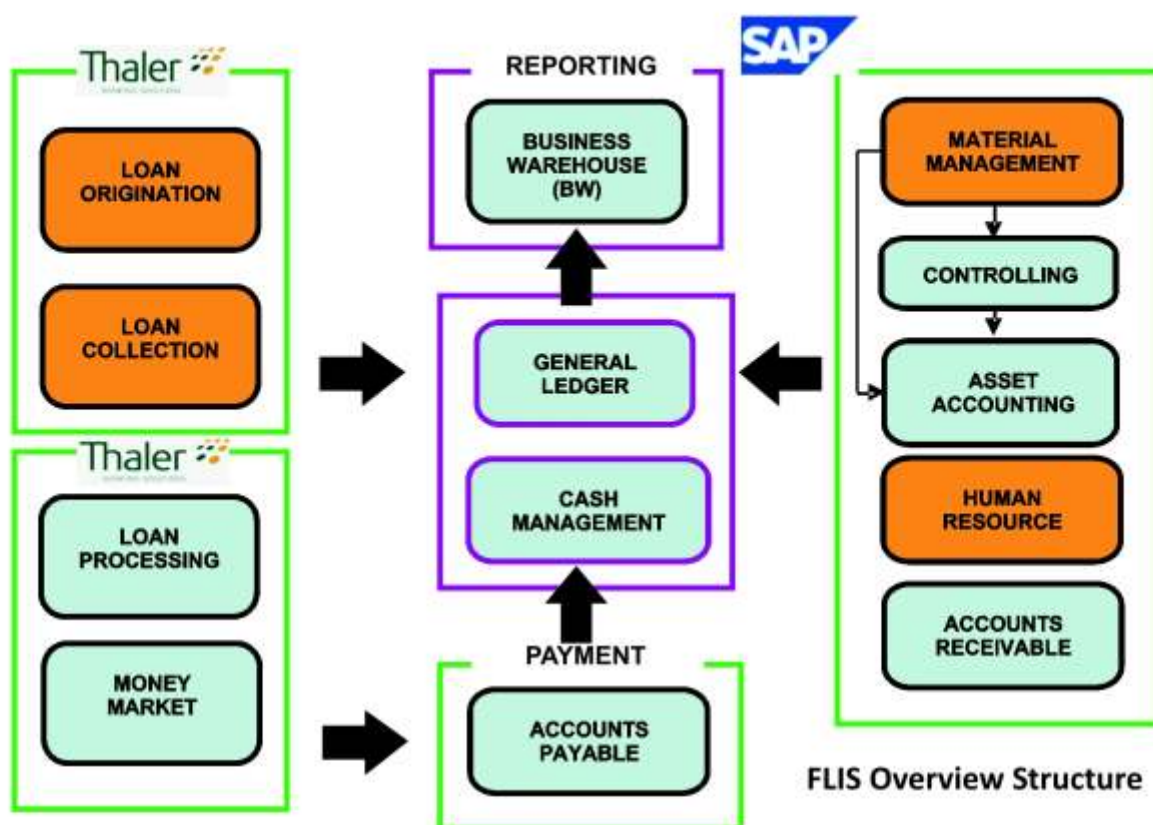 Thaler
LOAN
ORIGINATION
LOAN
COLLECTION
Thaler
LOAN
PROCESSING
MONEY
MARKET
REPORTING
BUSINESS
WAREHOUSE
(BW)
GENERAL
LEDGER
CASH
MANAGEMENT
PAYMENT
ACCOUNTS
PAYABLE
SAP
MATERIAL
MANAGEMENT
CONTROLLING
ASSET
ACCOUNTING
HUMAN
RESOURCE
ACCOUNTS
RECEIVABLE
FLIS Overview Structure